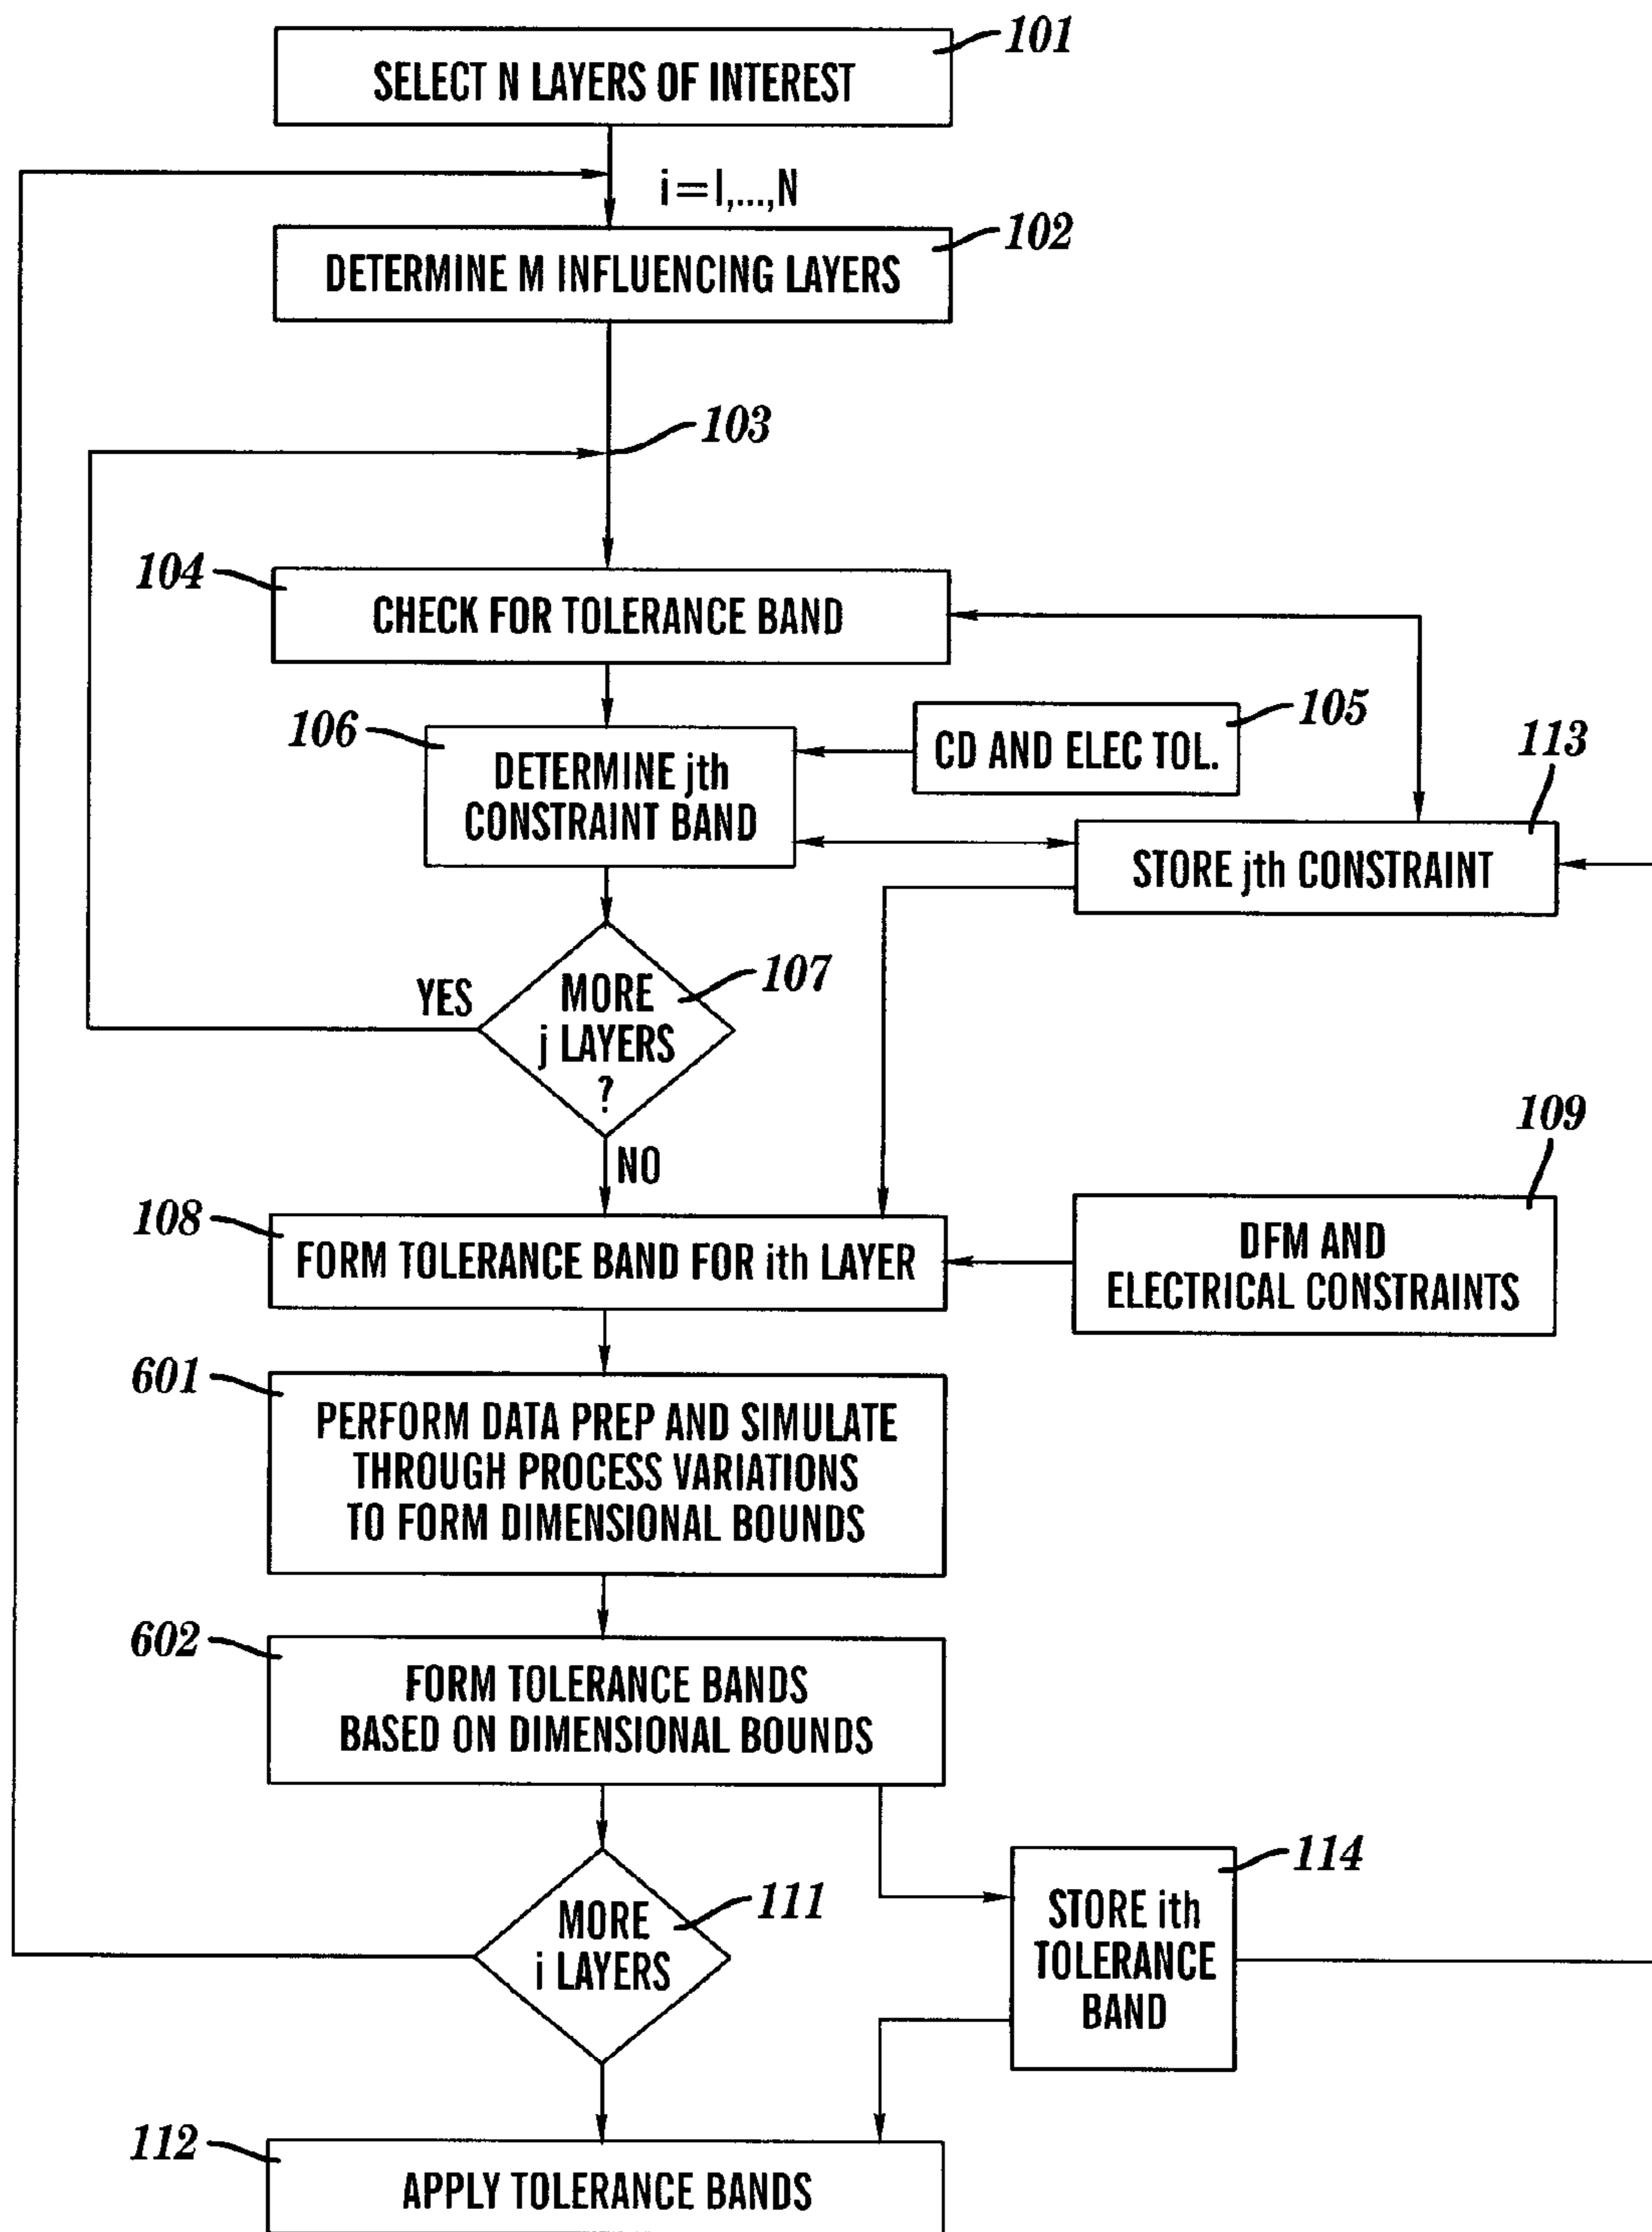 101
SELECT N LAYERS OF INTEREST
i=1,...,N
102
DETERMINE M INFLUENCING LAYERS
103
104
CHECK FOR TOLERANCE BAND
105
CD AND ELEC TOL.
106
DETERMINE jth
CONSTRAINT BAND
113
STORE jth CONSTRAINT
107
YES
MORE
j LAYERS
?
NO
109
DFM AND
ELECTRICAL CONSTRAINTS
108
FORM TOLERANCE BAND FOR ith LAYER
601
PERFORM DATA PREP AND SIMULATE
THROUGH PROCESS VARIATIONS
TO FORM DIMENSIONAL BOUNDS
602
FORM TOLERANCE BANDS
BASED ON DIMENSIONAL BOUNDS
111
MORE
i LAYERS
114
STORE ith
TOLERANCE
BAND
112
APPLY TOLERANCE BANDS